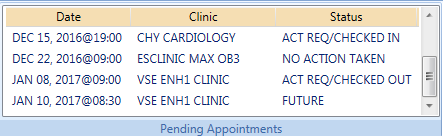 Date Clinic Status
DEC 15, 2016@19:00 CHY CARDIOLOGY ACT REQ/CHECKED IN
DEC 22, 2016@09:00 ESCLINIC MAX OB3 NO ACTION TAKEN
JAN 08, 2017@09:00 VSE ENH1 CLINIC ACT REQ/CHECKED OUT
JAN 10, 2017@08:30 VSE ENH1 CLINIC FUTURE
Pending Appointments